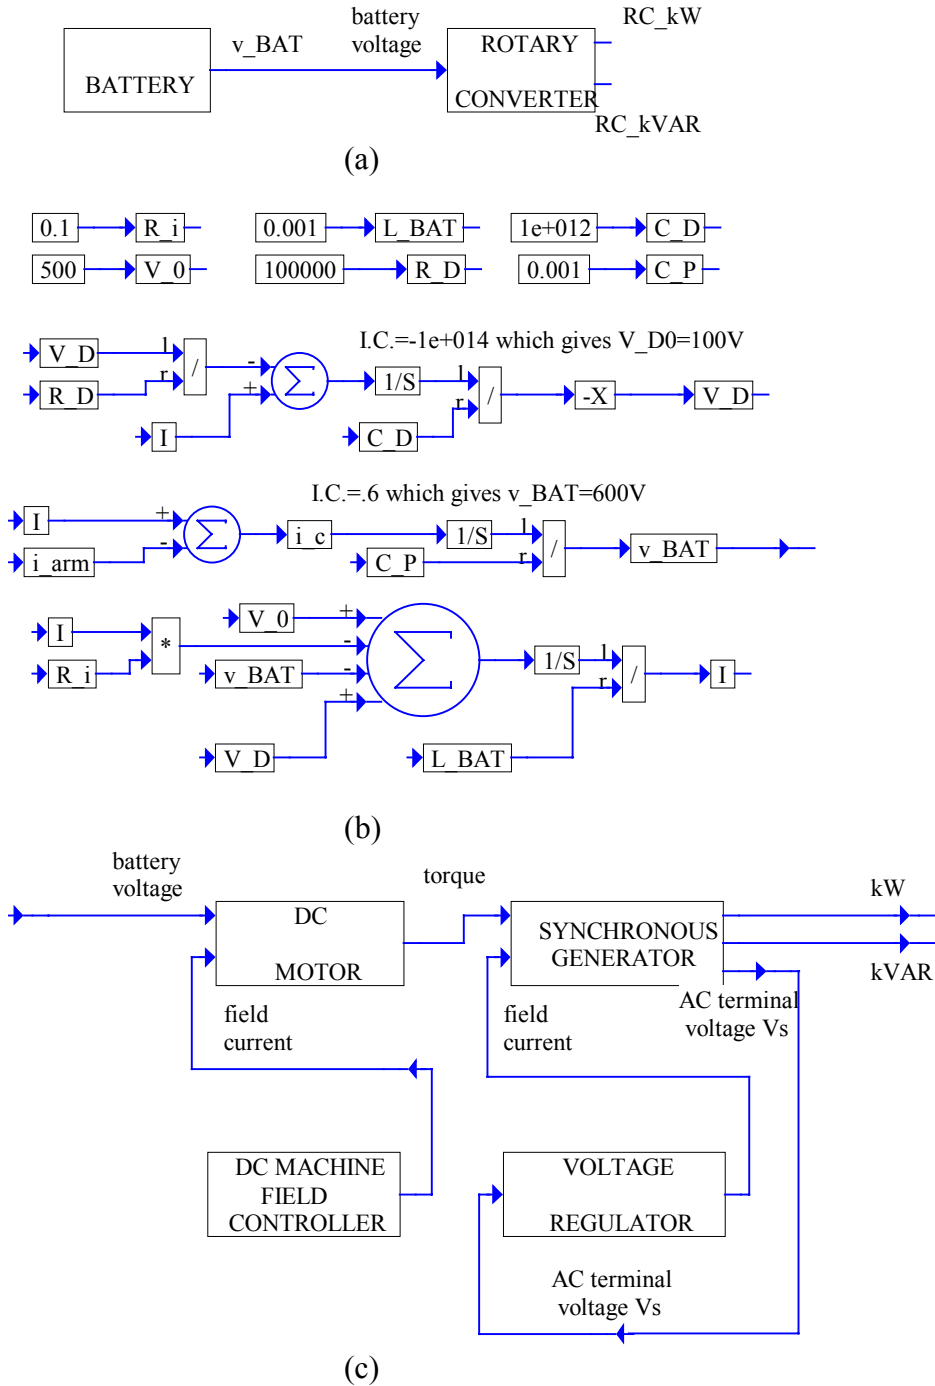 battery
RC_kW
v_BAT
voltage
ROTARY
BATTERY
CONVERTER
RC_kVAR
(a)
0.1 R_i 0.001 L_BAT 1e+012 C_D
500 V_0 100000 R_D 0.001 C_P
I.C.=-1e+014 which gives V_D0=100V
V_D l / - Σ 1/S l / -X V_D
R_D r +
I C_D r
I.C.=.6 which gives v_BAT=600V
I + Σ i_c 1/S l / v_BAT
i_arm - C_P r
V_0 +
I * -
R_i v_BAT - Σ 1/S l / I
+ r
V_D L_BAT
(b)
battery
voltage
torque
kW
DC
MOTOR
SYNCHRONOUS
GENERATOR
kVAR
field
current
field
current
AC terminal
voltage Vs
DC MACHINE
FIELD
CONTROLLER
VOLTAGE
REGULATOR
AC terminal
voltage Vs
(c)